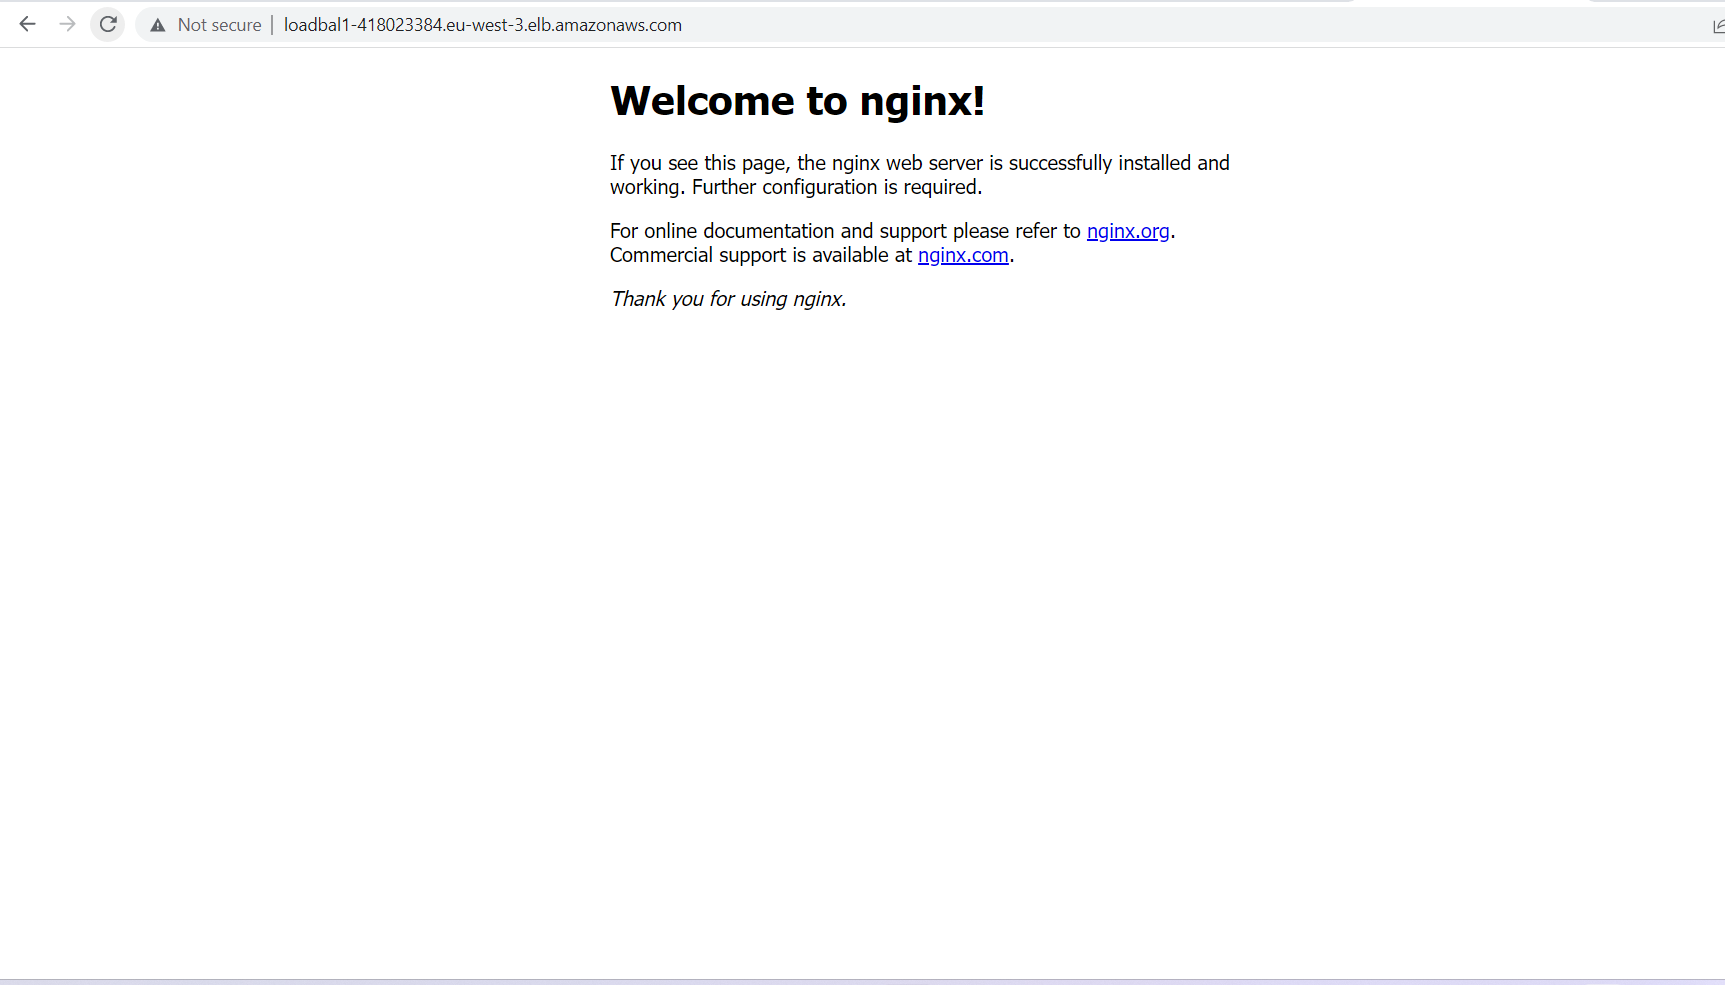 Not secure | loadbal1-418023384.eu-west-3.elb.amazonaws.com
Welcome to nginx!
If you see this page, the nginx web server is successfully installed and
working. Further configuration is required.
For online documentation and support please refer to nginx.org.
Commercial support is available at nginx.com.
Thank you for using nginx.